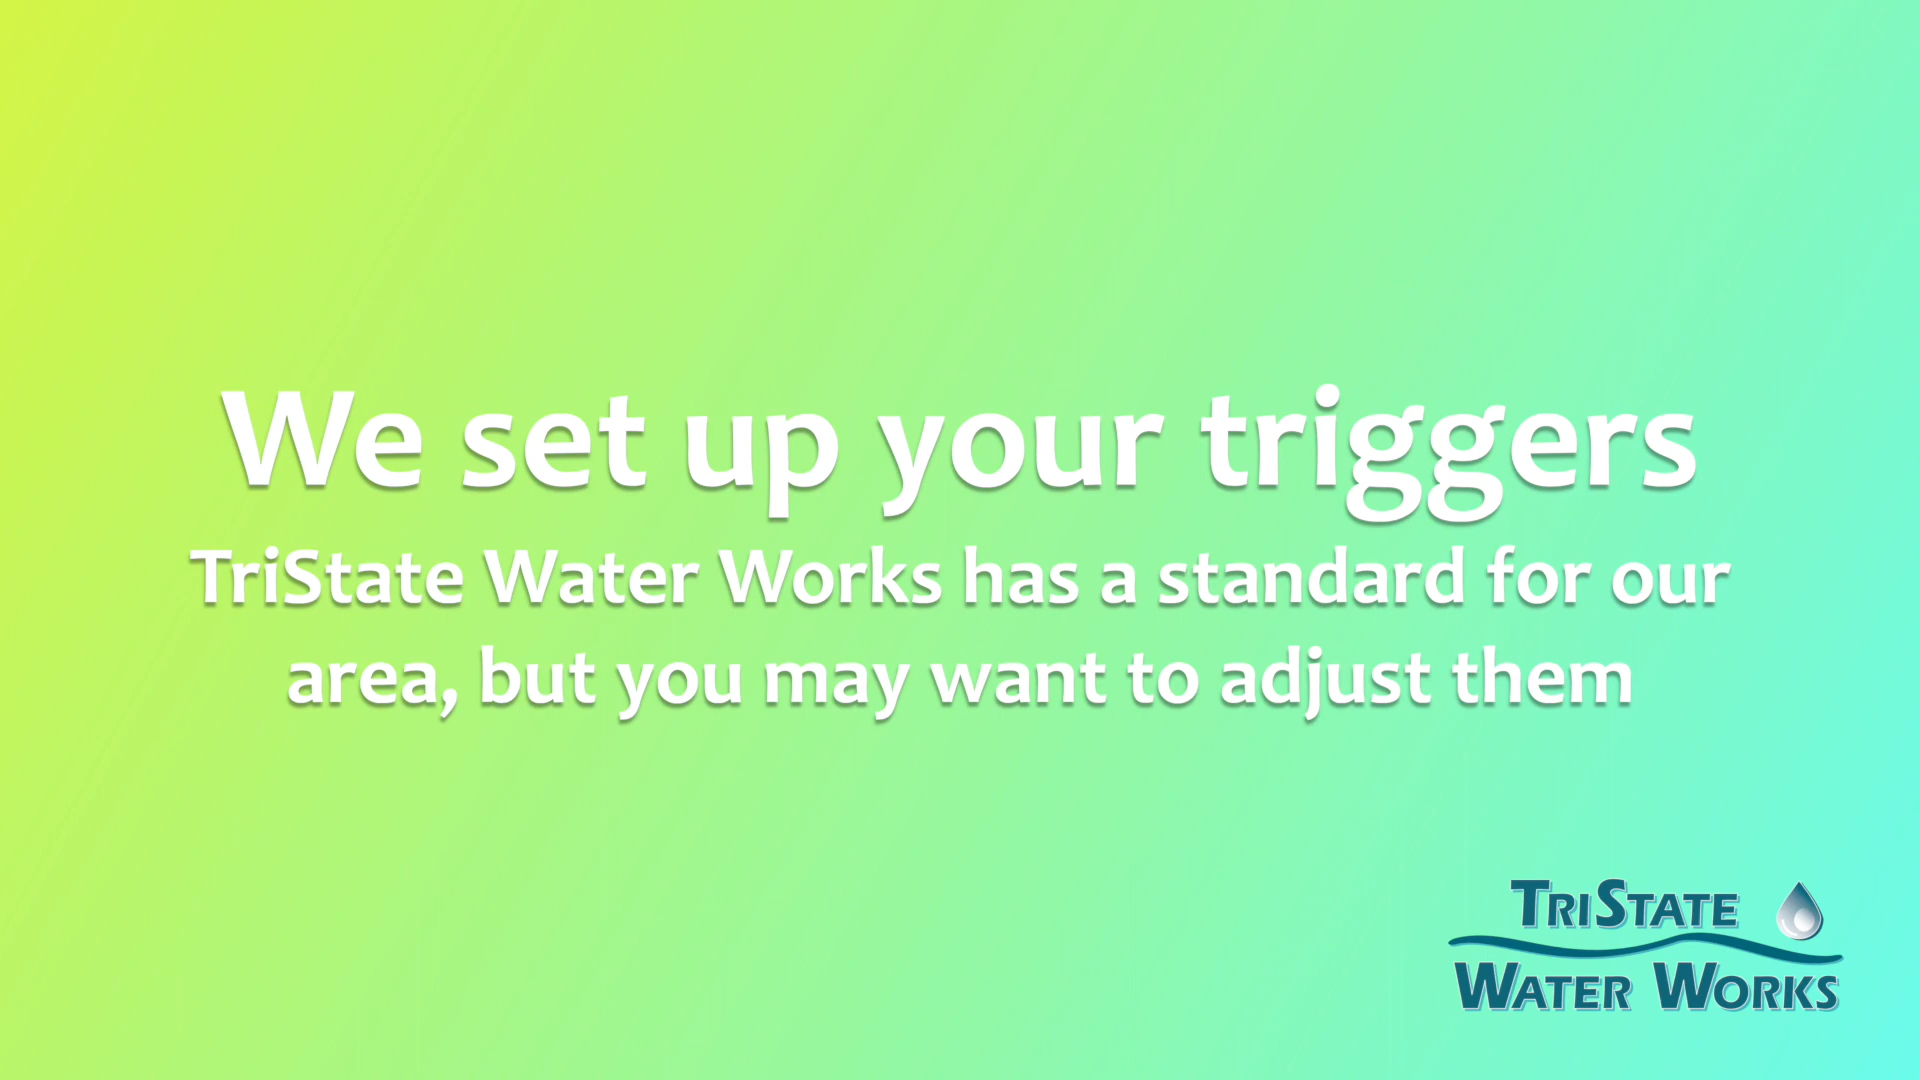 We set up your triggers
TriState Water Works has a standard for our
area, but you may want to adjust them
TriState
Water Works